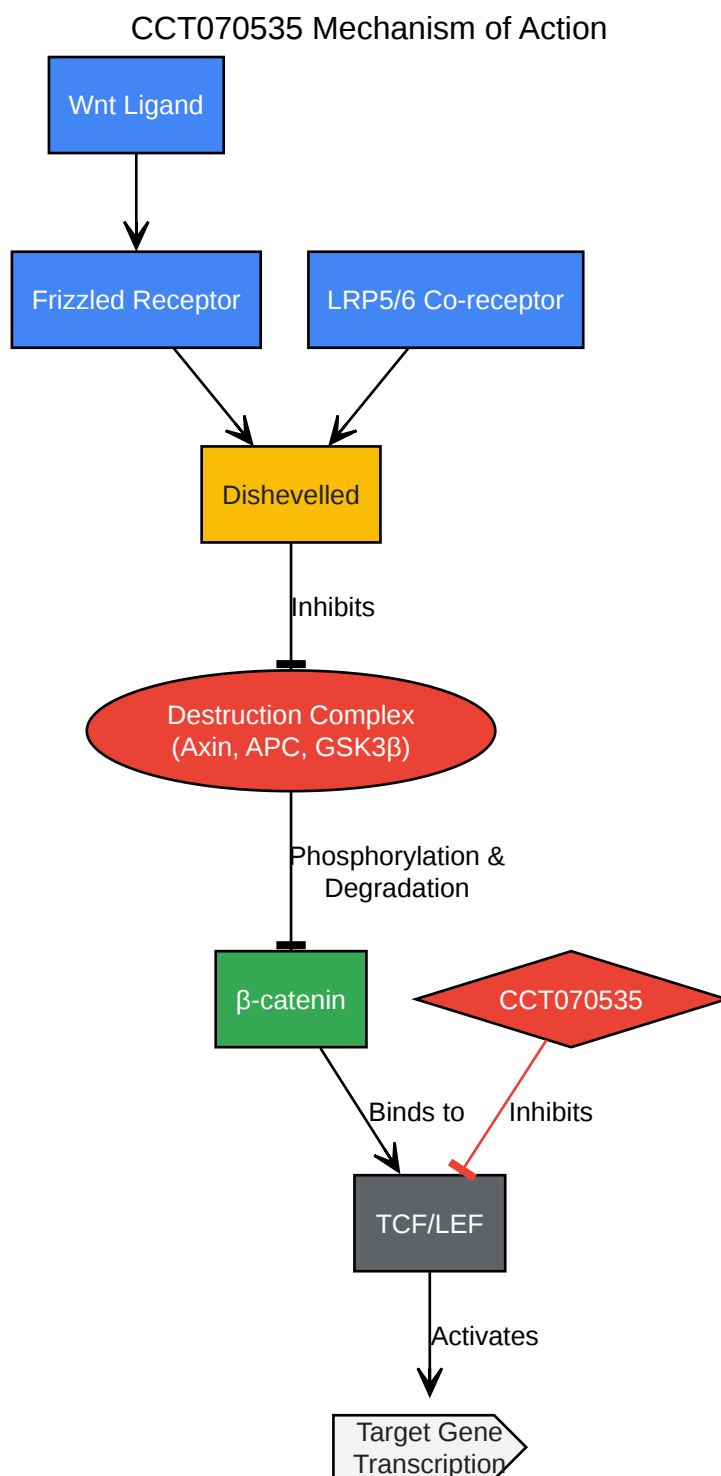 CCT070535 Mechanism of Action
Wnt Ligand
Frizzled Receptor
LRP5/6 Co-receptor
Dishevelled
Inhibits
Destruction Complex
(Axin, APC, GSK3β)
Phosphorylation &
Degradation
β-catenin
CCT070535
Binds to
Inhibits
TCF/LEF
Activates
Target Gene
Transcription